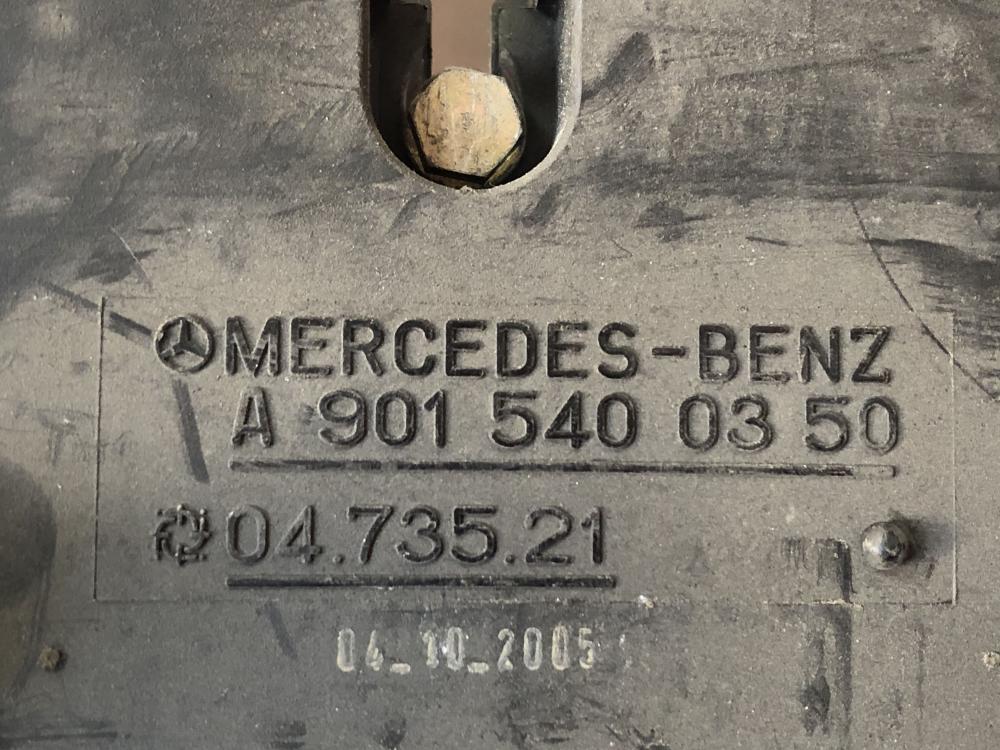 MERCEDES-BENZ
A 901 540 03 50
04.735.21
04_10_2005